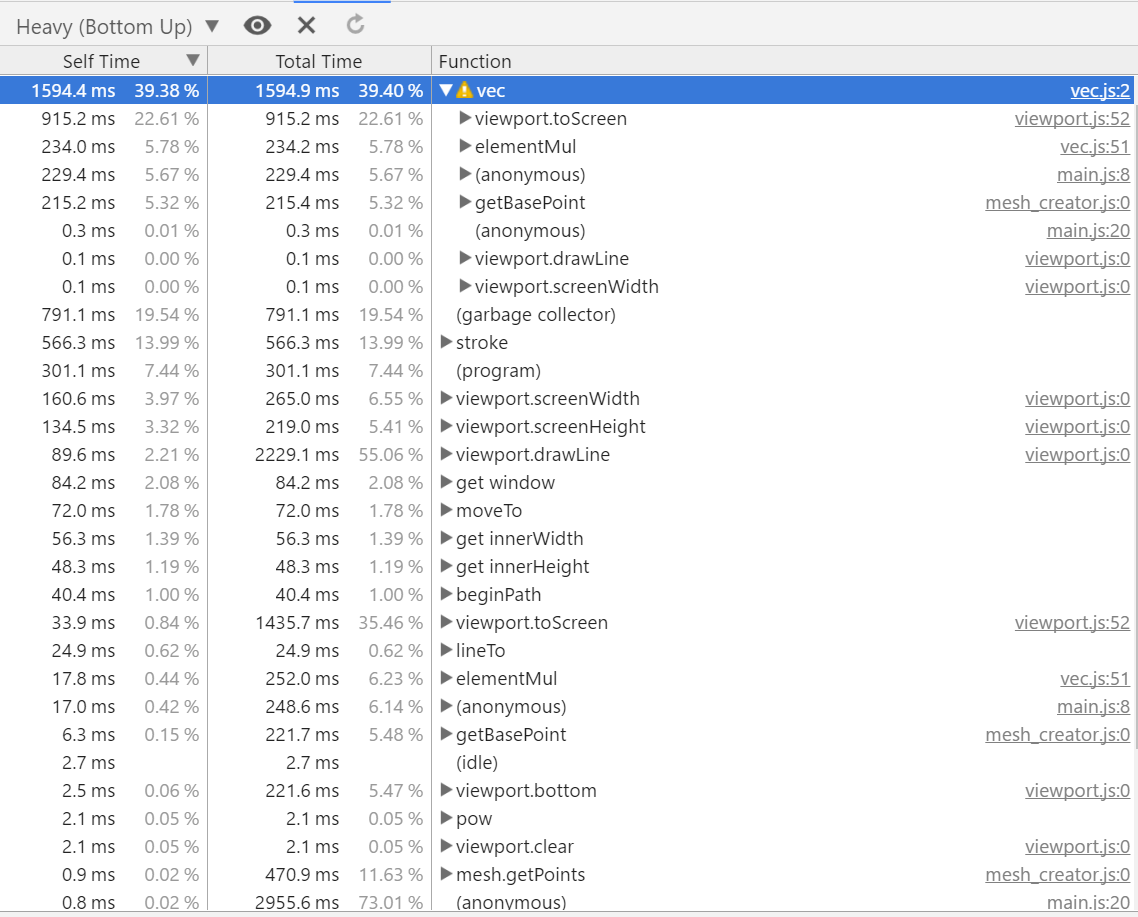 Heavy (Bottom Up)
Self Time Total Time Function
1594.4 ms 39.38 % 1594.9 ms 39.40 % vec vec.js:2
915.2 ms 22.61 % 915.2 ms 22.61 % viewport.toScreen viewport.js:52
234.0 ms 5.78 % 234.2 ms 5.78 % elementMul vec.js:51
229.4 ms 5.67 % 229.4 ms 5.67 % (anonymous) main.js:8
215.2 ms 5.32 % 215.4 ms 5.32 % getBasePoint mesh_creator.js:0
0.3 ms 0.01 % 0.3 ms 0.01 % (anonymous) main.js:20
0.1 ms 0.00 % 0.1 ms 0.00 % viewport.drawLine viewport.js:0
0.1 ms 0.00 % 0.1 ms 0.00 % viewport.screenWidth viewport.js:0
791.1 ms 19.54 % 791.1 ms 19.54 % (garbage collector)
566.3 ms 13.99 % 566.3 ms 13.99 % stroke
301.1 ms 7.44 % 301.1 ms 7.44 % (program)
160.6 ms 3.97 % 265.0 ms 6.55 % viewport.screenWidth viewport.js:0
134.5 ms 3.32 % 219.0 ms 5.41 % viewport.screenHeight viewport.js:0
89.6 ms 2.21 % 2229.1 ms 55.06 % viewport.drawLine viewport.js:0
84.2 ms 2.08 % 84.2 ms 2.08 % get window
72.0 ms 1.78 % 72.0 ms 1.78 % moveTo
56.3 ms 1.39 % 56.3 ms 1.39 % get innerWidth
48.3 ms 1.19 % 48.3 ms 1.19 % get innerHeight
40.4 ms 1.00 % 40.4 ms 1.00 % beginPath
33.9 ms 0.84 % 1435.7 ms 35.46 % viewport.toScreen viewport.js:52
24.9 ms 0.62 % 24.9 ms 0.62 % lineTo
17.8 ms 0.44 % 252.0 ms 6.23 % elementMul vec.js:51
17.0 ms 0.42 % 248.6 ms 6.14 % (anonymous) main.js:8
6.3 ms 0.15 % 221.7 ms 5.48 % getBasePoint mesh_creator.js:0
2.7 ms 2.7 ms (idle)
2.5 ms 0.06 % 221.6 ms 5.47 % viewport.bottom viewport.js:0
2.1 ms 0.05 % 2.1 ms 0.05 % pow
2.1 ms 0.05 % 2.1 ms 0.05 % viewport.clear viewport.js:0
0.9 ms 0.02 % 470.9 ms 11.63 % mesh.getPoints mesh_creator.js:0
0.8 ms 0.02 % 2955.6 ms 73.01 % (anonymous) main.js:20